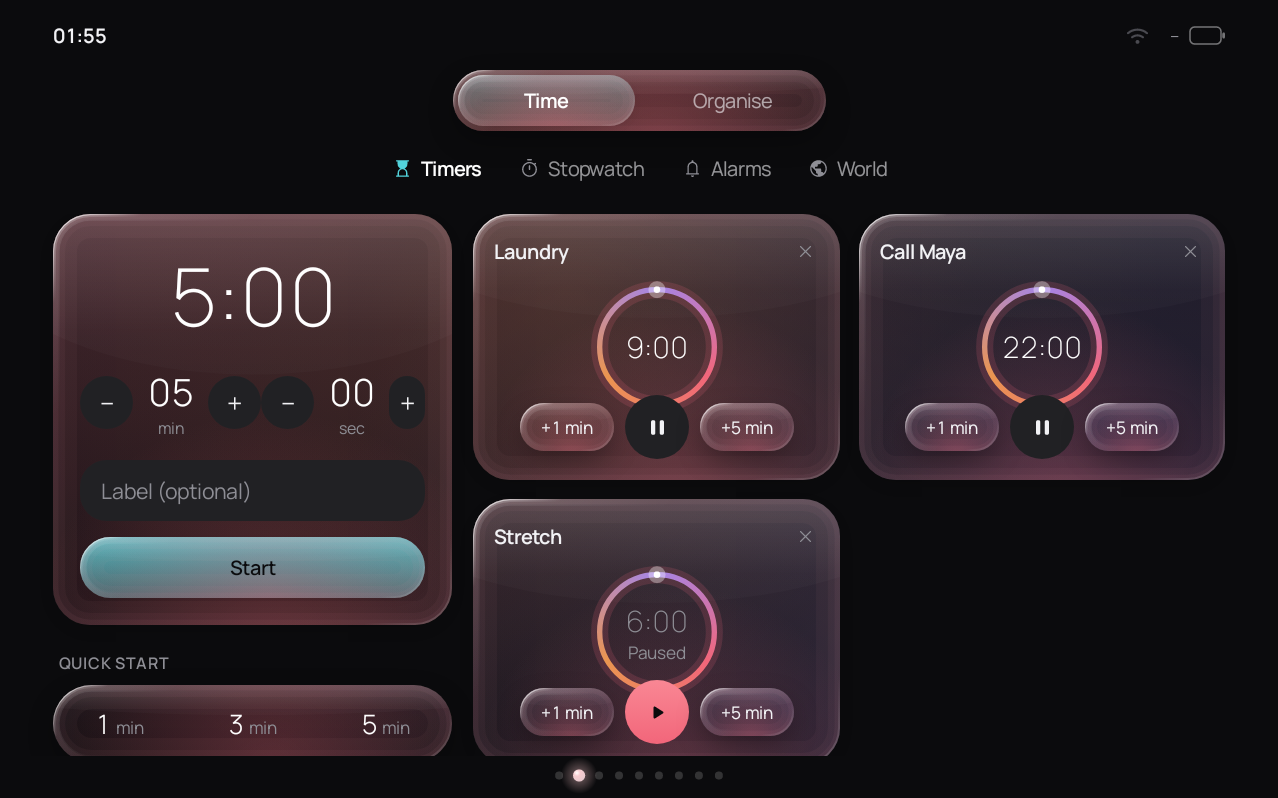 01:55
–
Time Organise
Timers Stopwatch Alarms World
5:00
− 05 + − 00 +
min sec
Label (optional)
Start
QUICK START
1 min 3 min 5 min
Laundry
9:00
+1 min +5 min
Call Maya
22:00
+1 min +5 min
Stretch
6:00
Paused
+1 min +5 min